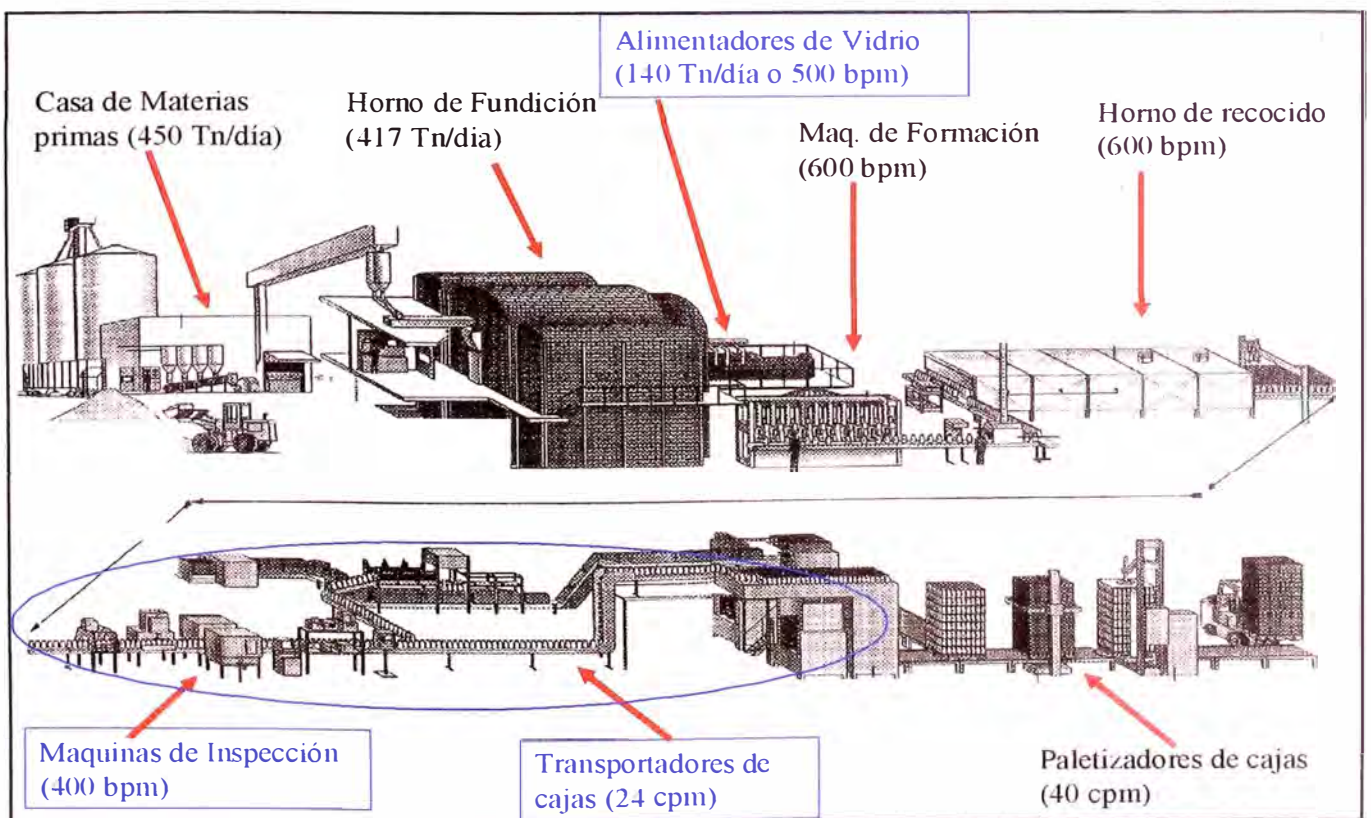 Alimentadores de Vidrio
(140 Tn/día o 500 bpm)
Casa de Materias
primas (450 Tn/día)
Horno de Fundición
(417 Tn/dia)
Maq. de Formación
(600 bpm)
Horno de recocido
(600 bpm)
Maquinas de Inspección
(400 bpm)
Transportadores de
cajas (24 cpm)
Paletizadores de cajas
(40 cpm)